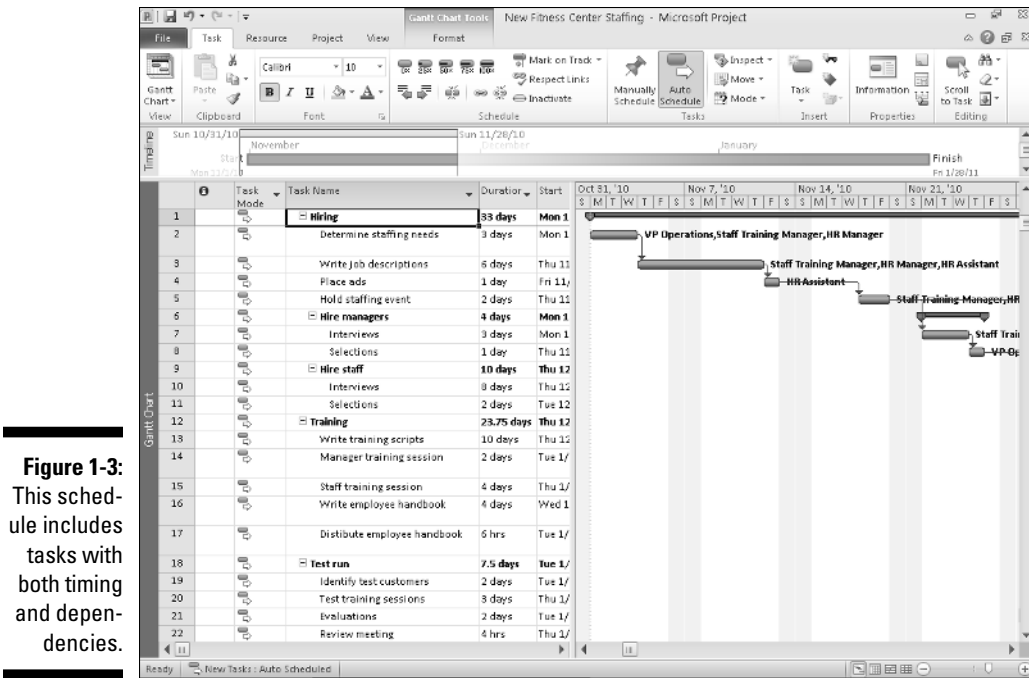 Gantt Chart Tools New Fitness Center Staffing - Microsoft Project
File Task Resource Project View Format
Gantt Chart
View
Paste
Clipboard
Calibri 10
B I U A
Font
0x 25x 50x 75x 100x
Mark on Track
Respect Links
Inactivate
Schedule
Manually Schedule
Auto Schedule
Inspect
Move
Mode
Tasks
Task
Insert
Information
Properties
Scroll to Task
Editing
Timeline
Sun 10/31/10 Sun 11/28/10
November December January
Start
Finish
Fri 1/28/11
Task Mode Task Name Duration Start
Oct 31, '10 Nov 7, '10 Nov 14, '10 Nov 21, '10
S M T W T F S S M T W T F S S M T W T F S S M T W T F S
1 Hiring 33 days Mon 1
2 Determine staffing needs 3 days Mon 1
VP Operations,Staff Training Manager,HR Manager
3 Write job descriptions 6 days Thu 11
Staff Training Manager,HR Manager,HR Assistant
4 Place ads 1 day Fri 11/
HR Assistant
5 Hold staffing event 2 days Thu 11
Staff Training Manager,HR
6 Hire managers 4 days Mon 1
7 Interviews 3 days Mon 1
Staff Trai
8 Selections 1 day Thu 11
VP Op
9 Hire staff 10 days Thu 12
10 Interviews 8 days Thu 12
11 Selections 2 days Tue 12
12 Training 23.75 days Thu 12
13 Write training scripts 10 days Thu 12
14 Manager training session 2 days Tue 1/
15 Staff training session 4 days Thu 1/
16 Write employee handbook 4 days Wed 1
17 Distibute employee handbook 6 hrs Tue 1/
18 Test run 7.5 days Tue 1/
19 Identify test customers 2 days Tue 1/
20 Test training sessions 3 days Thu 1/
21 Evaluations 2 days Tue 1/
22 Review meeting 4 hrs Thu 1/
Gantt Chart
Ready New Tasks : Auto Scheduled
Figure 1-3:
This sched-
ule includes
tasks with
both timing
and depen-
dencies.